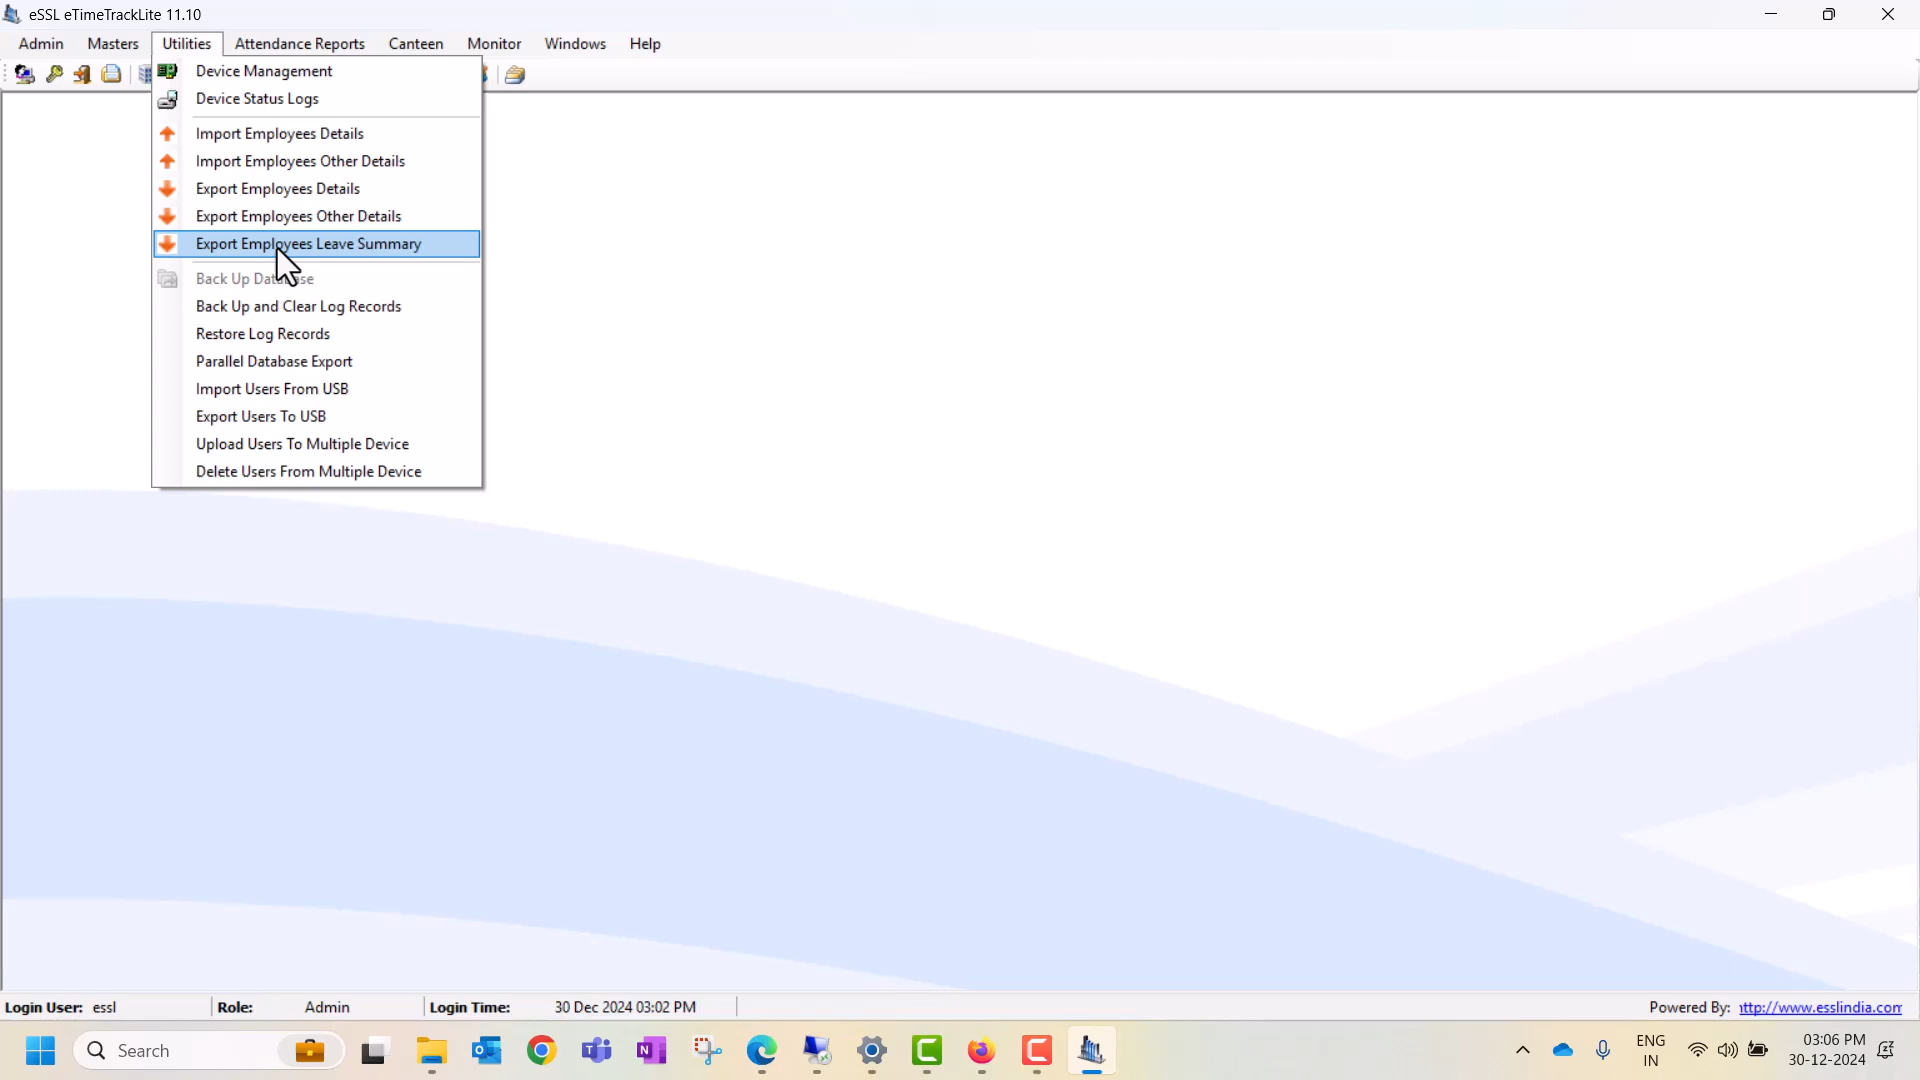 eSSL eTimeTrackLite 11.10
Admin Masters Utilities Attendance Reports Canteen Monitor Windows Help
Device Management
Device Status Logs
Import Employees Details
Import Employees Other Details
Export Employees Details
Export Employees Other Details
Export Employees Leave Summary
Back Up Database
Back Up and Clear Log Records
Restore Log Records
Parallel Database Export
Import Users From USB
Export Users To USB
Upload Users To Multiple Device
Delete Users From Multiple Device
Login User: essl Role: Admin Login Time: 30 Dec 2024 03:02 PM Powered By: ttp://www.esslindia.com
Search
ENG
IN
03:06 PM
30-12-2024